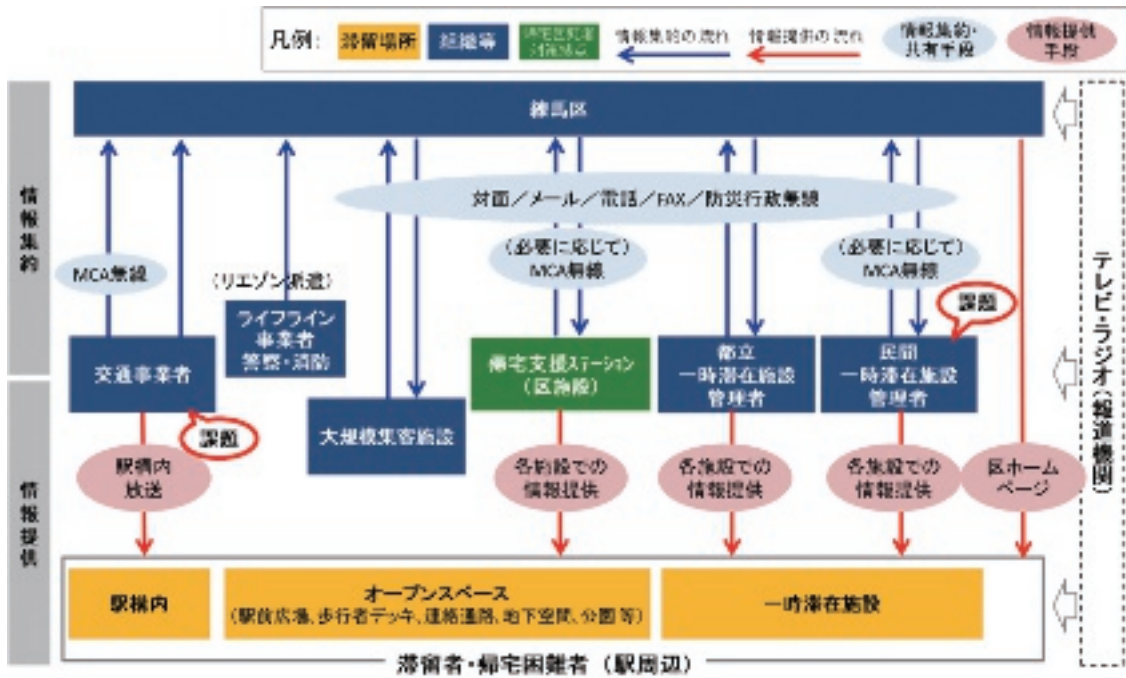 凡例:
滞留場所
組織等
情報集約の流れ
情報提供の流れ
情報集約・
共有手段
情報提供
手段
練馬区
情報集約
対面/メール/電話/FAX/防災行政無線
MCA無線
(リエゾン派遣)
(必要に応じて)
MCA無線
(必要に応じて)
MCA無線
課題
ライフライン
事業者
警察・消防
交通事業者
課題
大規模集客施設
帰宅支援ステーション
(区施設)
都立
一時滞在施設
管理者
民間
一時滞在施設
管理者
テレビ・ラジオ(報道機関)
情報提供
駅構内
放送
各施設での
情報提供
各施設での
情報提供
各施設での
情報提供
区ホーム
ページ
駅構内
オープンスペース
(駅前広場、歩行者デッキ、連絡通路、地下空間、公園等)
一時滞在施設
滞留者・帰宅困難者(駅周辺)